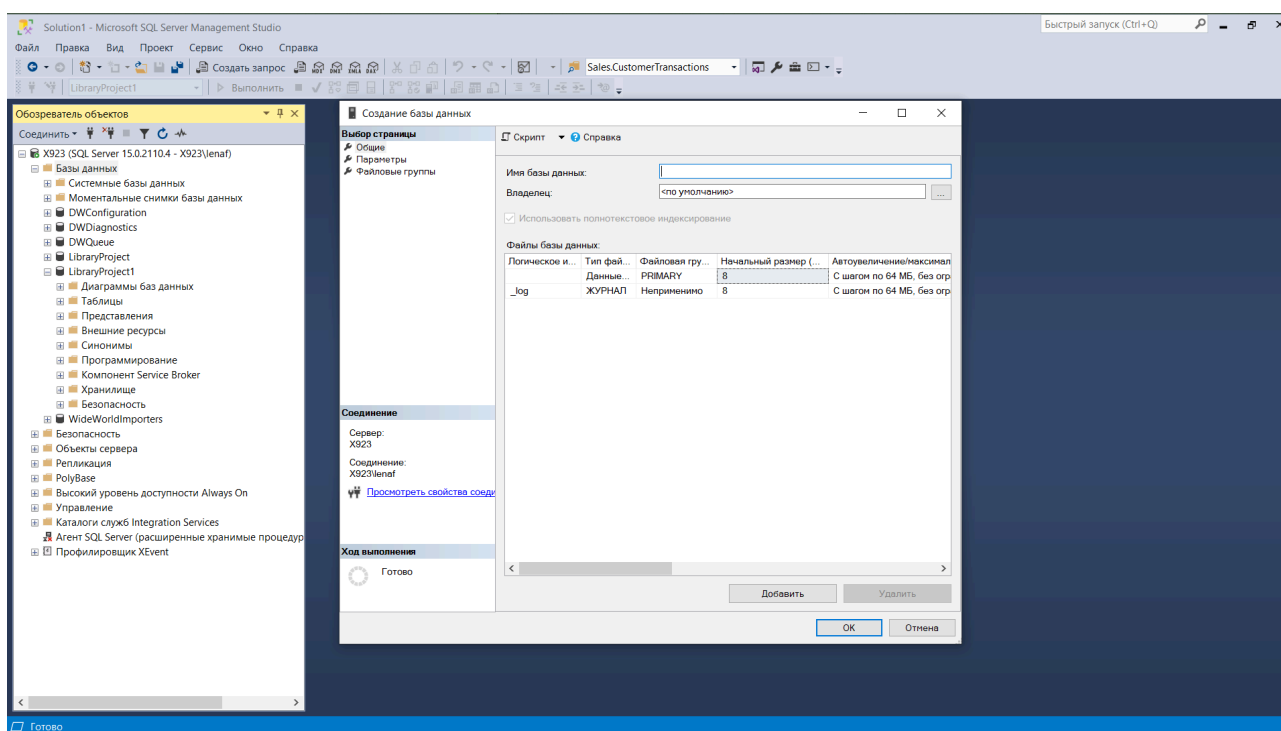 Solution1 - Microsoft SQL Server Management Studio
Быстрый запуск (Ctrl+Q)
Файл Правка Вид Проект Сервис Окно Справка
Создать запрос MDX DMX XMLA DAX Sales.CustomerTransactions
LibraryProject1 Выполнить
Обозреватель объектов
Соединить
X923 (SQL Server 15.0.2110.4 - X923\lenaf)
Базы данных
Системные базы данных
Моментальные снимки базы данных
DWConfiguration
DWDiagnostics
DWQueue
LibraryProject
LibraryProject1
Диаграммы баз данных
Таблицы
Представления
Внешние ресурсы
Синонимы
Программирование
Компонент Service Broker
Хранилище
Безопасность
WideWorldImporters
Безопасность
Объекты сервера
Репликация
PolyBase
Высокий уровень доступности Always On
Управление
Каталоги служб Integration Services
Агент SQL Server (расширенные хранимые процедур
Профилировщик XEvent
Создание базы данных
Выбор страницы
Общие
Параметры
Файловые группы
Соединение
Сервер:
X923
Соединение:
X923\lenaf
Просмотреть свойства соеди
Ход выполнения
Готово
Скрипт Справка
Имя базы данных:
Владелец: <по умолчанию> ...
Использовать полнотекстовое индексирование
Файлы базы данных:
Логическое и... Тип фай... Файловая гру... Начальный размер (... Автоувеличение/максимал
Данные... PRIMARY 8 С шагом по 64 МБ, без огр
_log ЖУРНАЛ Неприменимо 8 С шагом по 64 МБ, без огр
Добавить Удалить
ОК Отмена
Готово